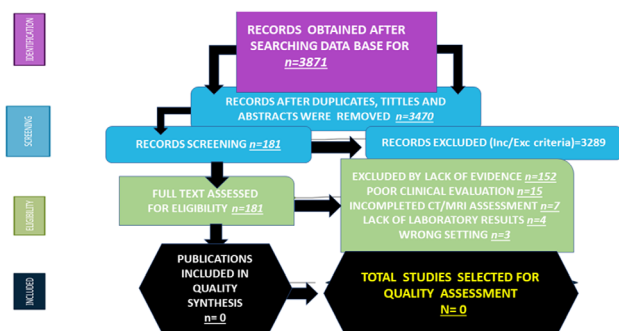 IDENTIFICATION
RECORDS OBTAINED AFTER
SEARCHING DATA BASE FOR
n=3871
SCREENING
RECORDS AFTER DUPLICATES, TITTLES AND
ABSTRACTS WERE REMOVED n=3470
RECORDS SCREENING n=181
RECORDS EXCLUDED (Inc/Exc criteria)=3289
ELIGIBILITY
FULL TEXT ASSESSED
FOR ELIGIBILITY n=181
EXCLUDED BY LACK OF EVIDENCE n=152
POOR CLINICAL EVALUATION n=15
INCOMPLETED CT/MRI ASSESSMENT n=7
LACK OF LABORATORY RESULTS n=4
WRONG SETTING n=3
INCLUDED
PUBLICATIONS
INCLUDED IN
QUALITY
SYNTHESIS
n= 0
TOTAL STUDIES SELECTED FOR
QUALITY ASSESSMENT
N= 0